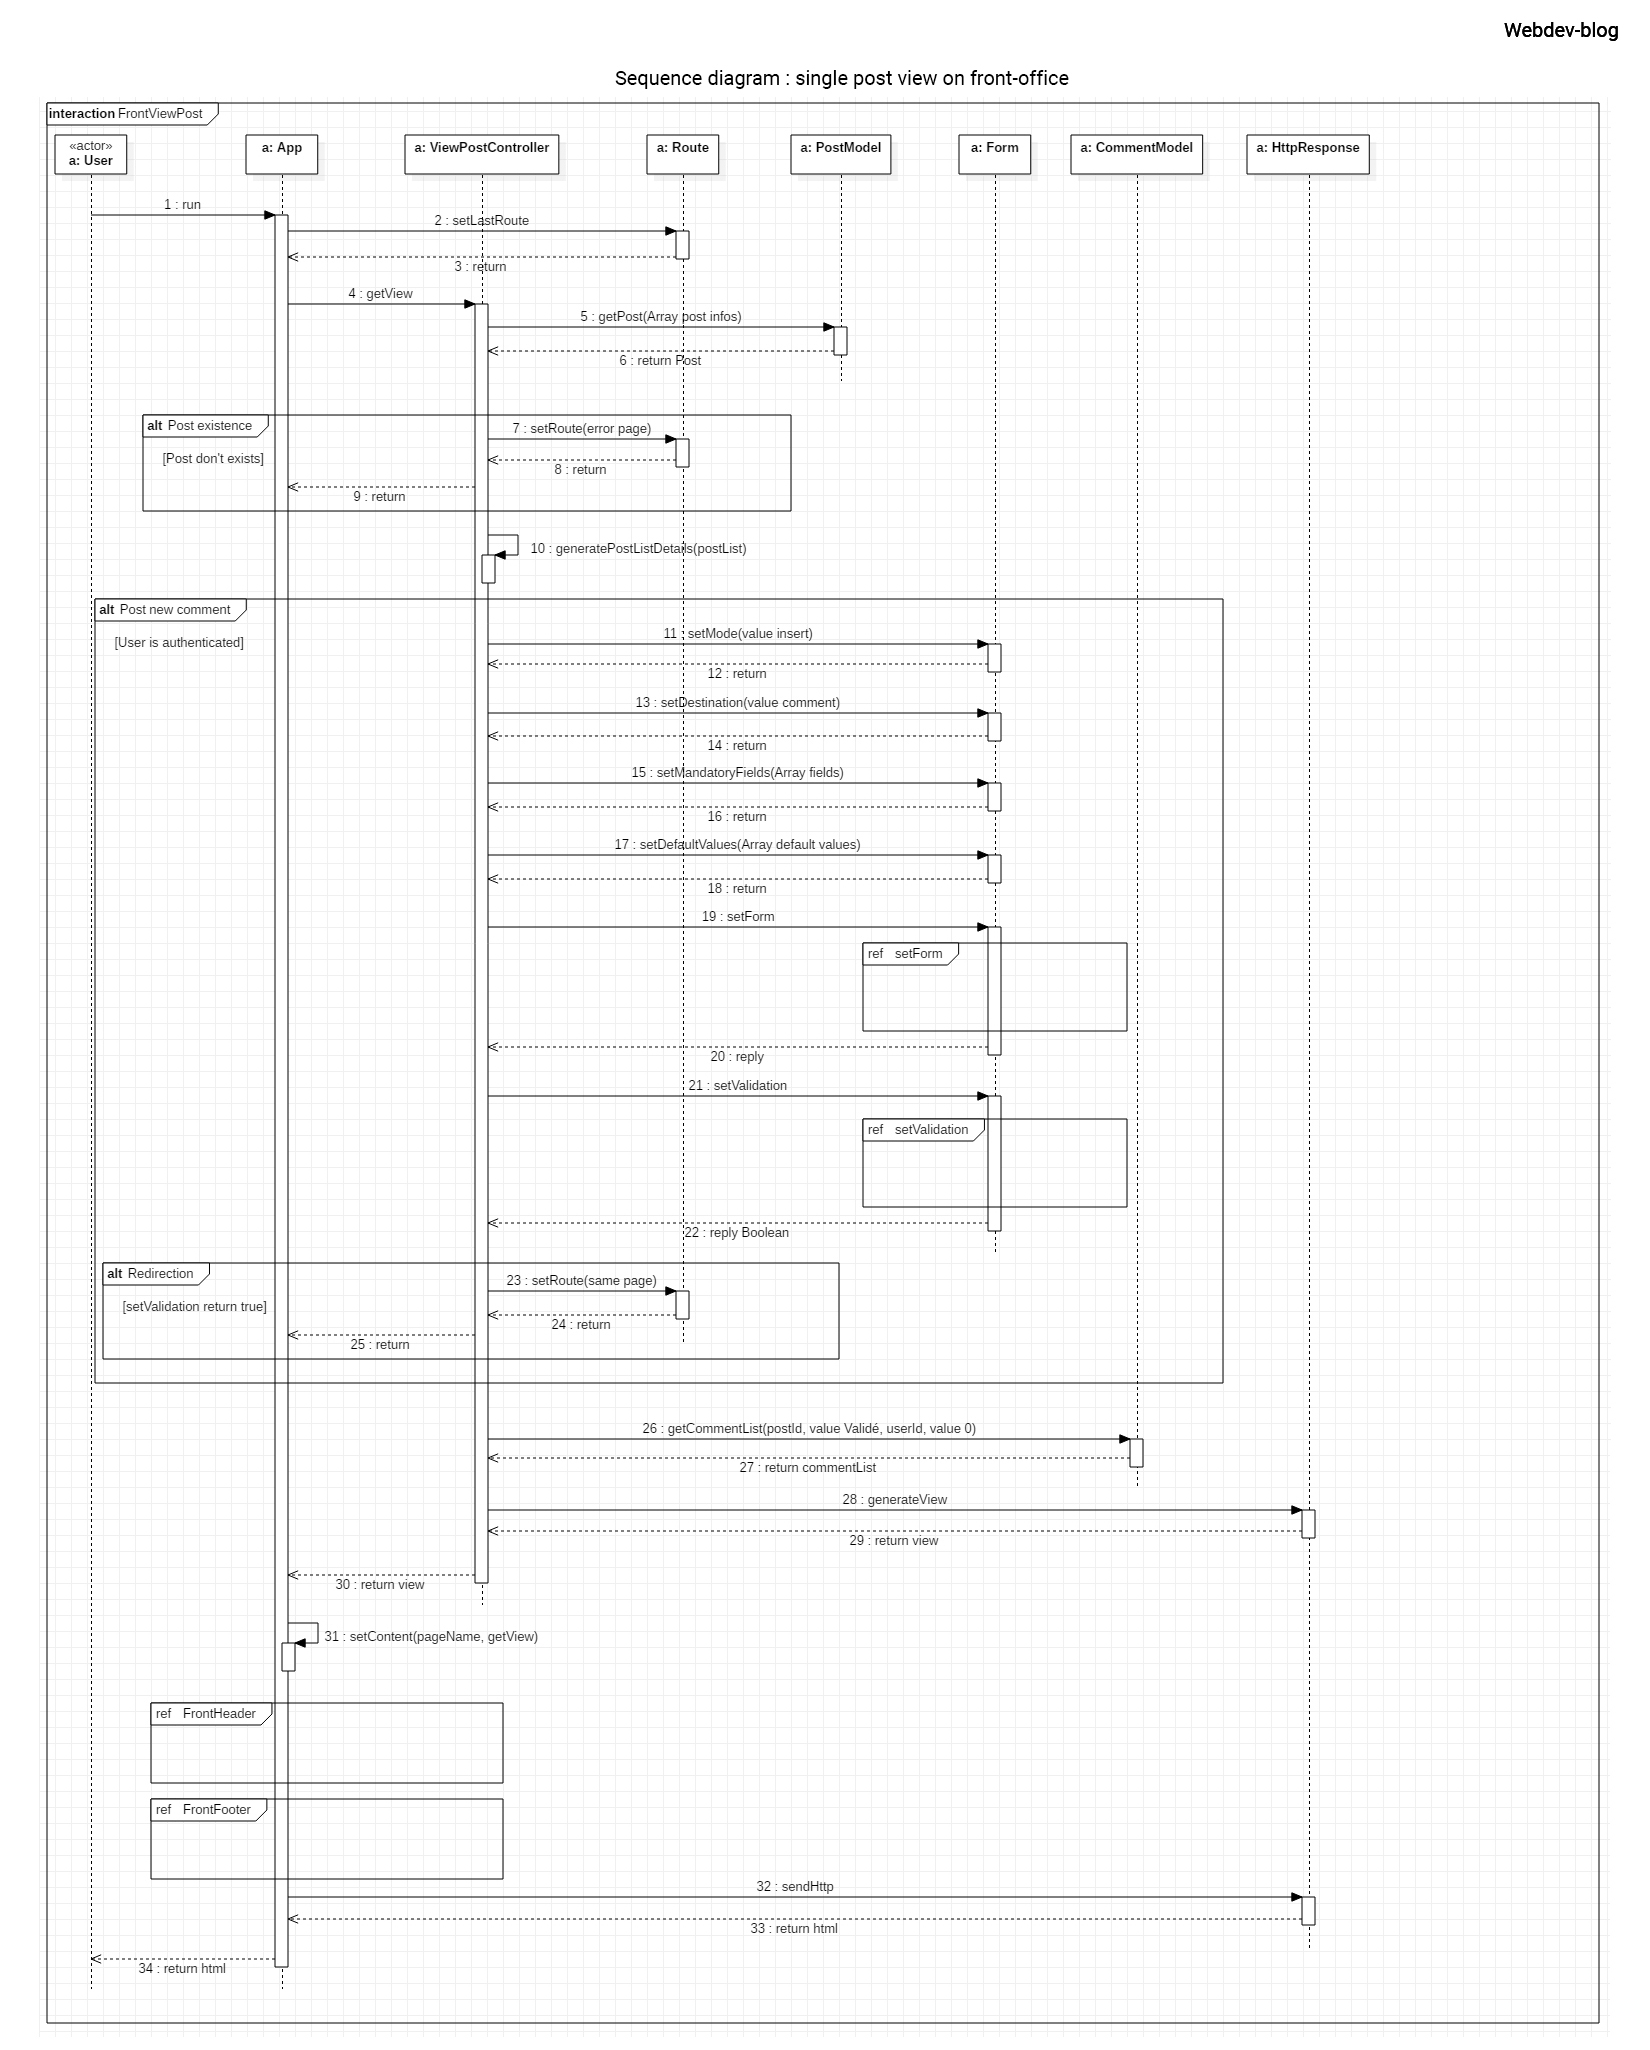 Webdev-blog
Sequence diagram : single post view on front-office
interaction FrontViewPost
«actor»
a: User
a: App
a: ViewPostController
a: Route
a: PostModel
a: Form
a: CommentModel
a: HttpResponse
1 : run
2 : setLastRoute
3 : return
4 : getView
5 : getPost(Array post infos)
6 : return Post
alt Post existence
7 : setRoute(error page)
[Post don't exists]
8 : return
9 : return
10 : generatePostListDetails(postList)
alt Post new comment
11 : setMode(value insert)
[User is authenticated]
12 : return
13 : setDestination(value comment)
14 : return
15 : setMandatoryFields(Array fields)
16 : return
17 : setDefaultValues(Array default values)
18 : return
19 : setForm
ref setForm
20 : reply
21 : setValidation
ref setValidation
22 : reply Boolean
alt Redirection
23 : setRoute(same page)
[setValidation return true]
24 : return
25 : return
26 : getCommentList(postId, value Validé, userId, value 0)
27 : return commentList
28 : generateView
29 : return view
30 : return view
31 : setContent(pageName, getView)
ref FrontHeader
ref FrontFooter
32 : sendHttp
33 : return html
34 : return html